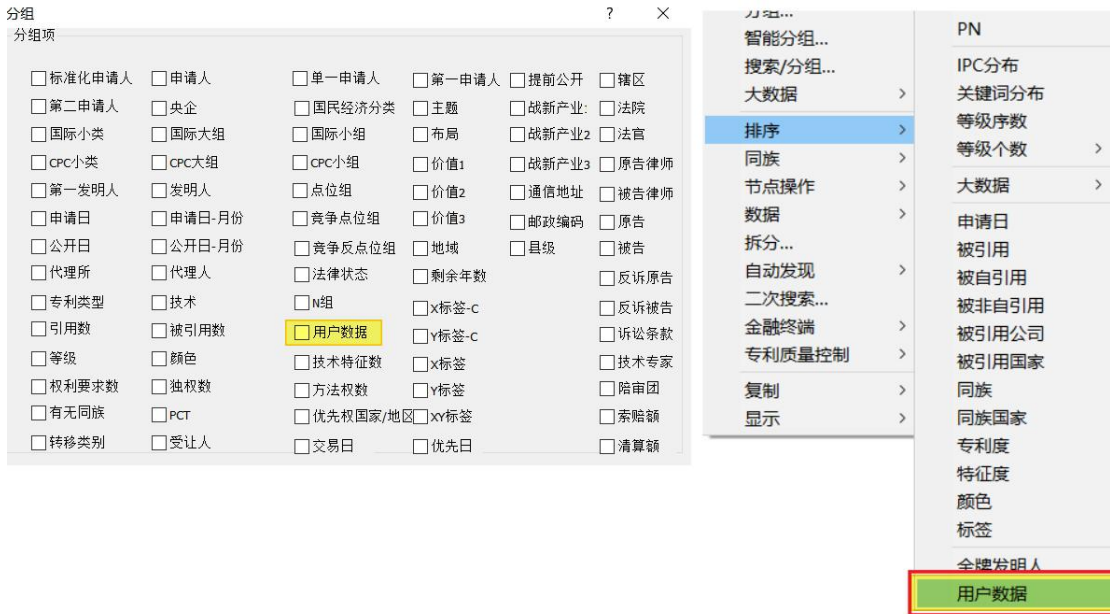 分组
? ×
分组项
标准化申请人 申请人 单一申请人 第一申请人 提前公开 辖区
第二申请人 央企 国民经济分类 主题 战新产业: 法院
国际小类 国际大组 国际小组 布局 战新产业2 法官
CPC小类 CPC大组 CPC小组 价值1 战新产业3 原告律师
第一发明人 发明人 点位组 价值2 通信地址 被告律师
申请日 申请日-月份 竞争点位组 价值3 邮政编码 原告
公开日 公开日-月份 竞争反点位组 地域 县级 被告
代理所 代理人 法律状态 剩余年数 反诉原告
专利类型 技术 N组 X标签-C 反诉被告
引用数 被引用数 用户数据 Y标签-C 诉讼条款
等级 颜色 技术特征数 X标签 技术专家
权利要求数 独权数 方法权数 Y标签 陪审团
有无同族 PCT 优先权国家/地区 XY标签 索赔额
转移类别 受让人 交易日 优先日 清算额
分组...
智能分组...
搜索/分组...
大数据 >
排序 >
同族 >
节点操作 >
数据 >
拆分...
自动发现 >
二次搜索...
金融终端 >
专利质量控制 >
复制 >
显示 >
PN
IPC分布
关键词分布
等级序数
等级个数 >
大数据 >
申请日
被引用
被自引用
被非自引用
被引用公司
被引用国家
同族
同族国家
专利度
特征度
颜色
标签
金牌发明人
用户数据